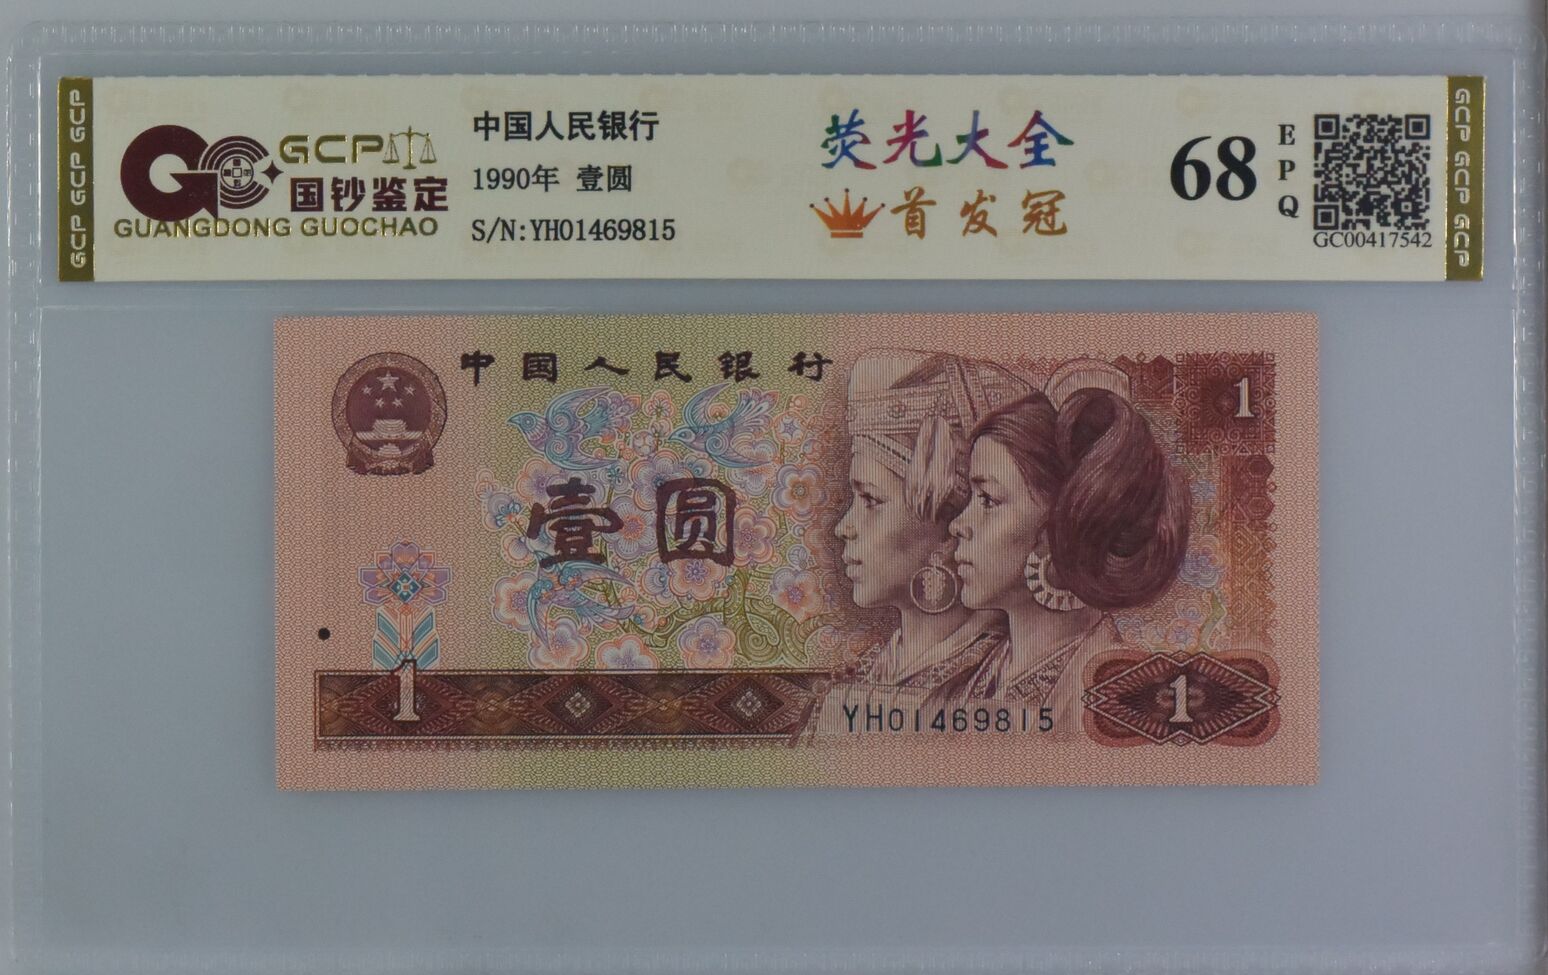 GCP GCP GCP
GCP
国钞鉴定
GUANGDONG GUOCHAO
中国人民银行
1990年 壹圆
S/N:YH01469815
荧光大全
首发冠
68
EPQ
GC00417542
GCP GCP GCP
中国人民银行
1
壹圆
1
YH01469815
1